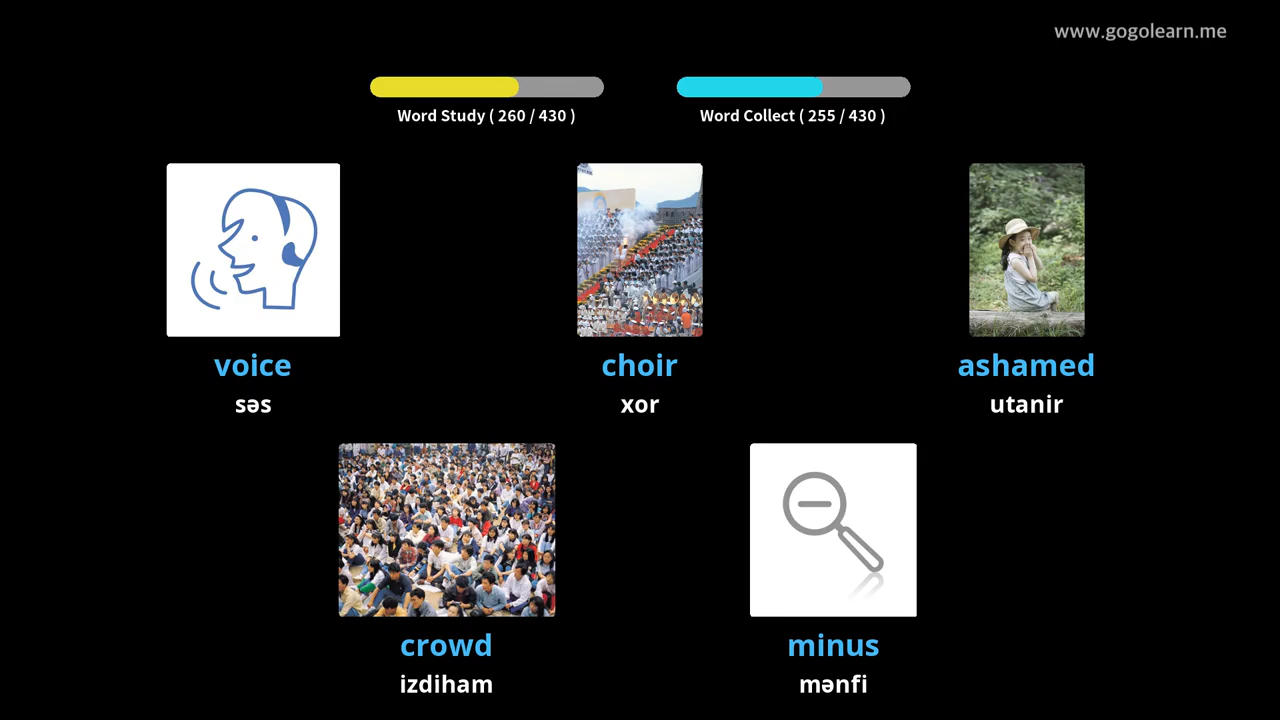 www.gogolearn.me
Word Study ( 260 / 430 )
Word Collect ( 255 / 430 )
voice
səs
choir
xor
ashamed
utanir
crowd
izdiham
minus
mənfi